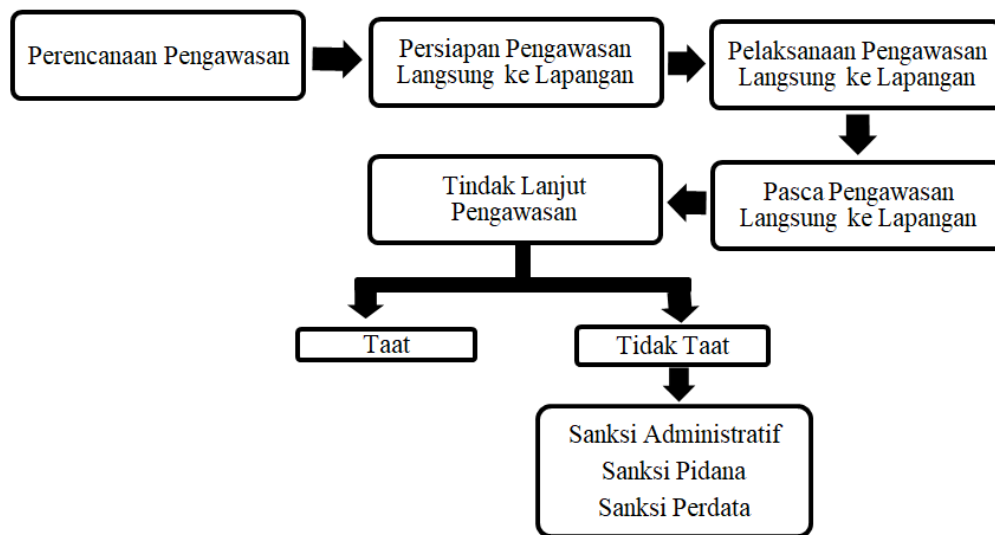 Perencanaan Pengawasan
Persiapan Pengawasan
Langsung ke Lapangan
Pelaksanaan Pengawasan
Langsung ke Lapangan
Pasca Pengawasan
Langsung ke Lapangan
Tindak Lanjut
Pengawasan
Taat
Tidak Taat
Sanksi Administratif
Sanksi Pidana
Sanksi Perdata